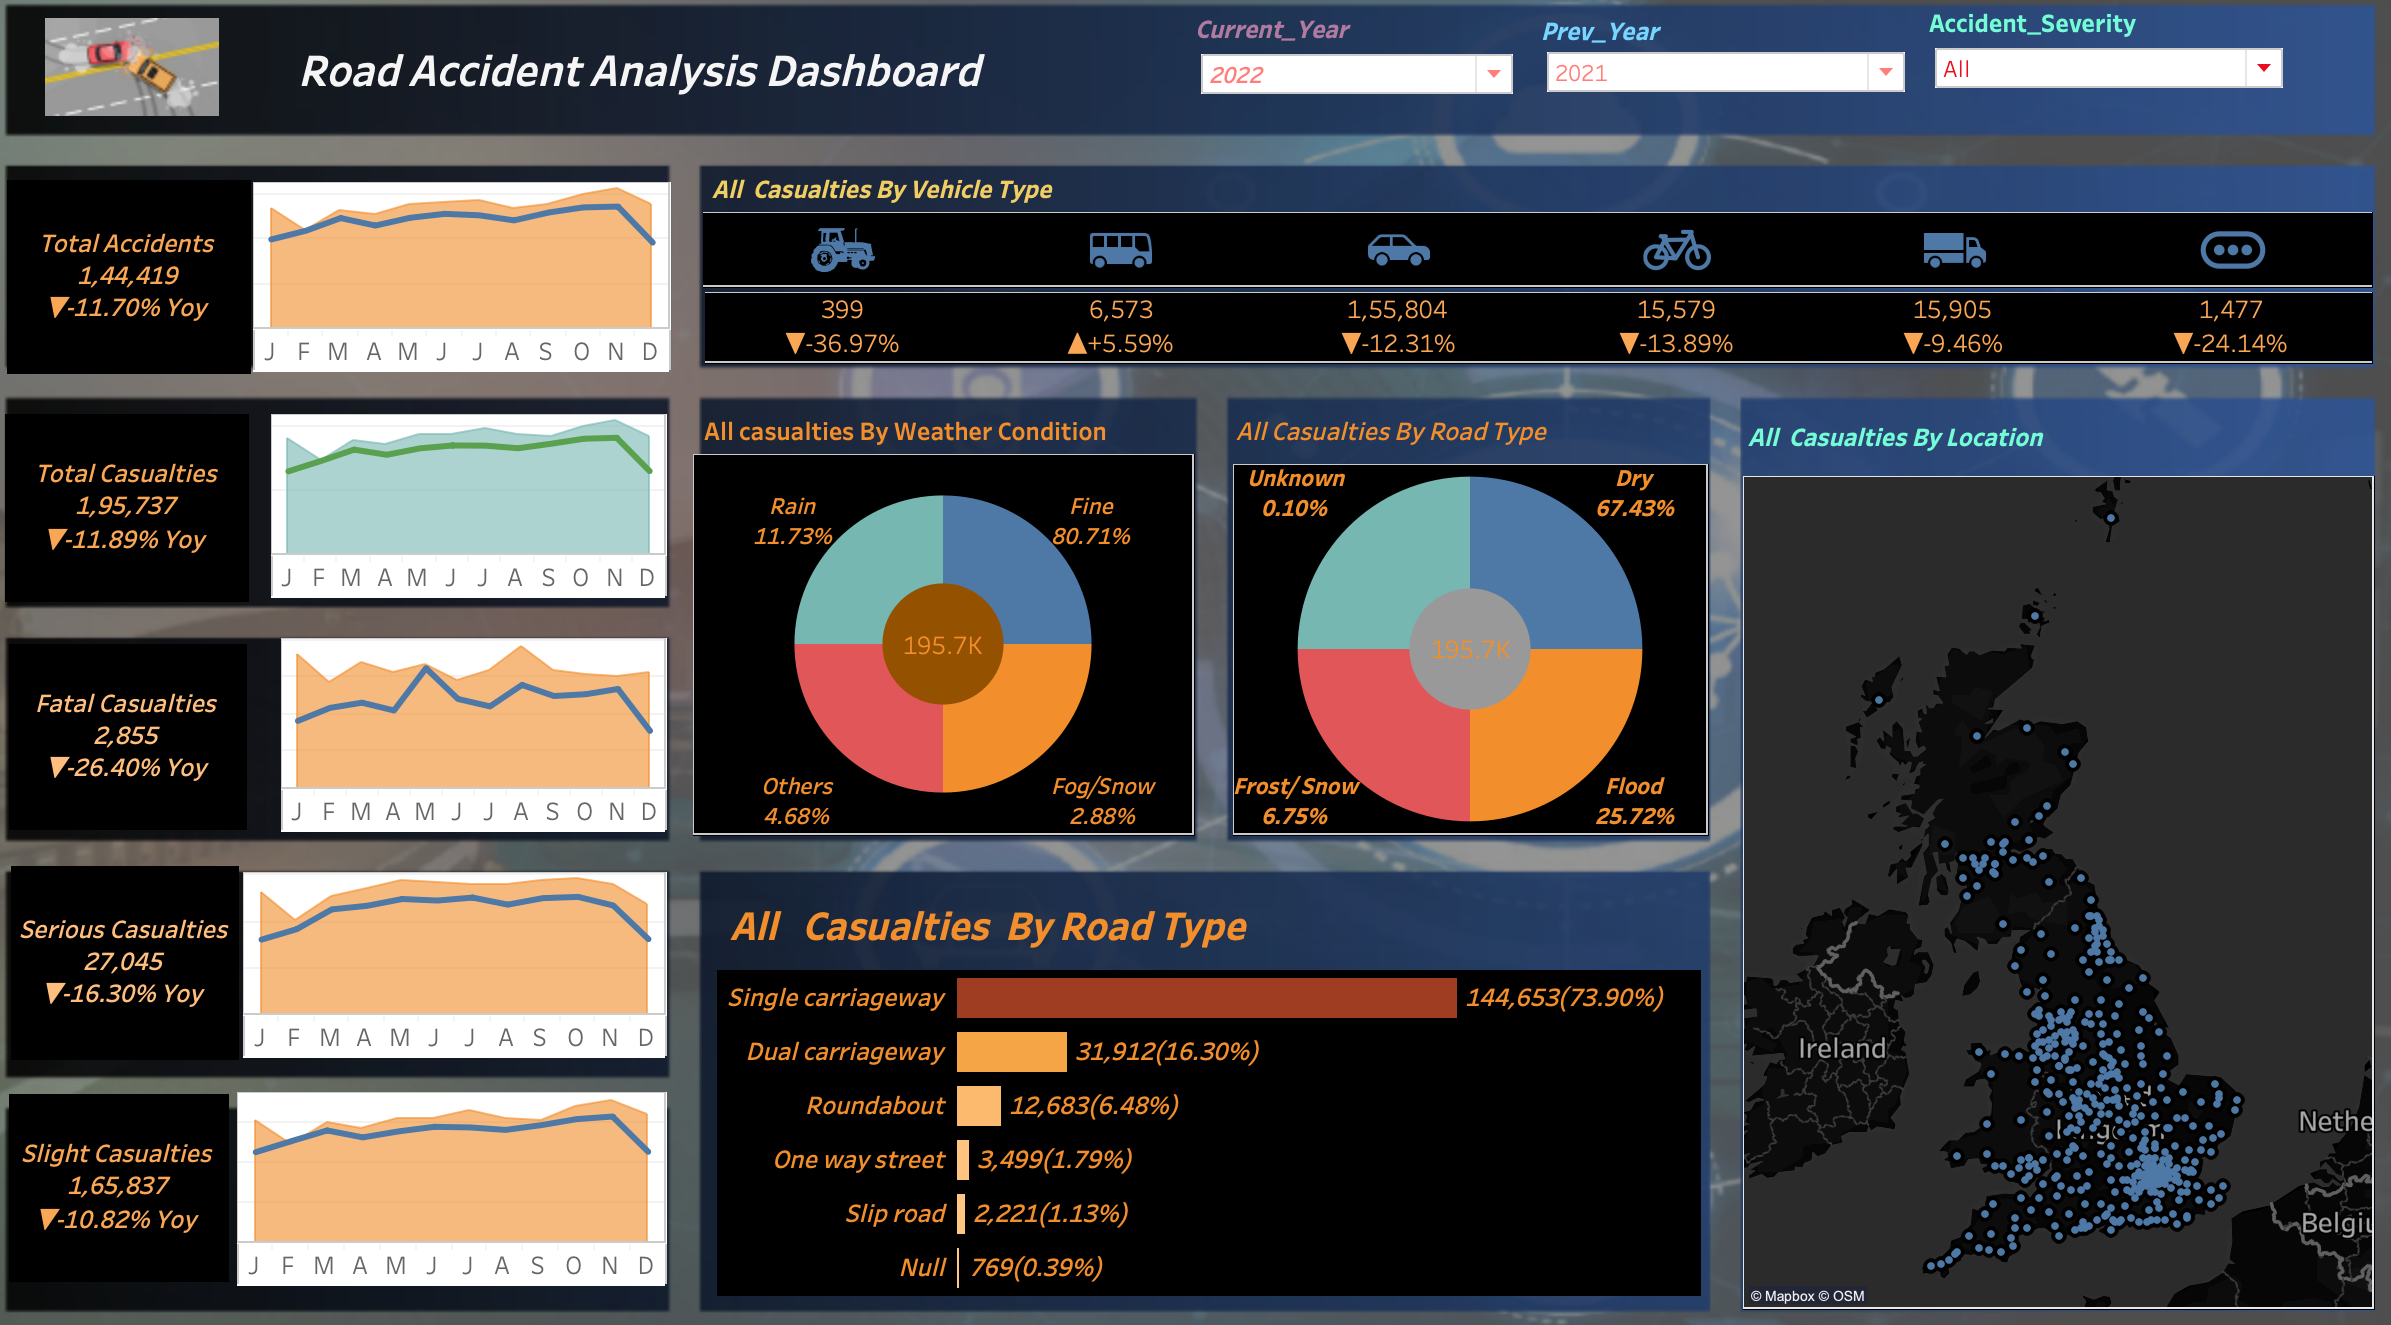 Road Accident Analysis Dashboard
Current_Year
2022
Prev_Year
2021
Accident_Severity
All
Total Accidents
1,44,419
▼-11.70% Yoy
J F M A M J J A S O N D
Total Casualties
1,95,737
▼-11.89% Yoy
J F M A M J J A S O N D
Fatal Casualties
2,855
▼-26.40% Yoy
J F M A M J J A S O N D
Serious Casualties
27,045
▼-16.30% Yoy
J F M A M J J A S O N D
Slight Casualties
1,65,837
▼-10.82% Yoy
J F M A M J J A S O N D
All Casualties By Vehicle Type
399 6,573 1,55,804 15,579 15,905 1,477
▼-36.97% ▲+5.59% ▼-12.31% ▼-13.89% ▼-9.46% ▼-24.14%
All casualties By Weather Condition
Rain
11.73%
Fine
80.71%
195.7K
Others
4.68%
Fog/Snow
2.88%
All Casualties By Road Type
Unknown
0.10%
Dry
67.43%
195.7K
Frost/Snow
6.75%
Flood
25.72%
All Casualties By Road Type
Single carriageway 144,653(73.90%)
Dual carriageway 31,912(16.30%)
Roundabout 12,683(6.48%)
One way street 3,499(1.79%)
Slip road 2,221(1.13%)
Null 769(0.39%)
All Casualties By Location
Ireland
Nethe
Belgiu
© Mapbox © OSM